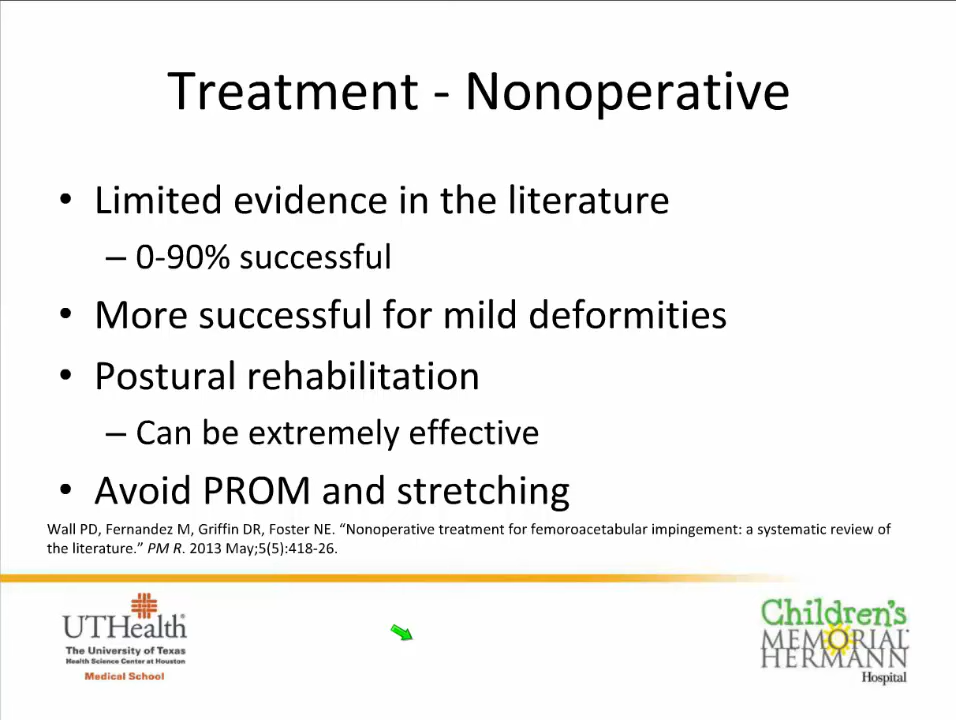 Treatment - Nonoperative
• Limited evidence in the literature
– 0-90% successful
• More successful for mild deformities
• Postural rehabilitation
– Can be extremely effective
• Avoid PROM and stretching
Wall PD, Fernandez M, Griffin DR, Foster NE. “Nonoperative treatment for femoroacetabular impingement: a systematic review of
the literature.” PM R. 2013 May;5(5):418-26.
UTHealth
The University of Texas
Health Science Center at Houston
Medical School
Children's
MEMORIAL
HERMANN
Hospital